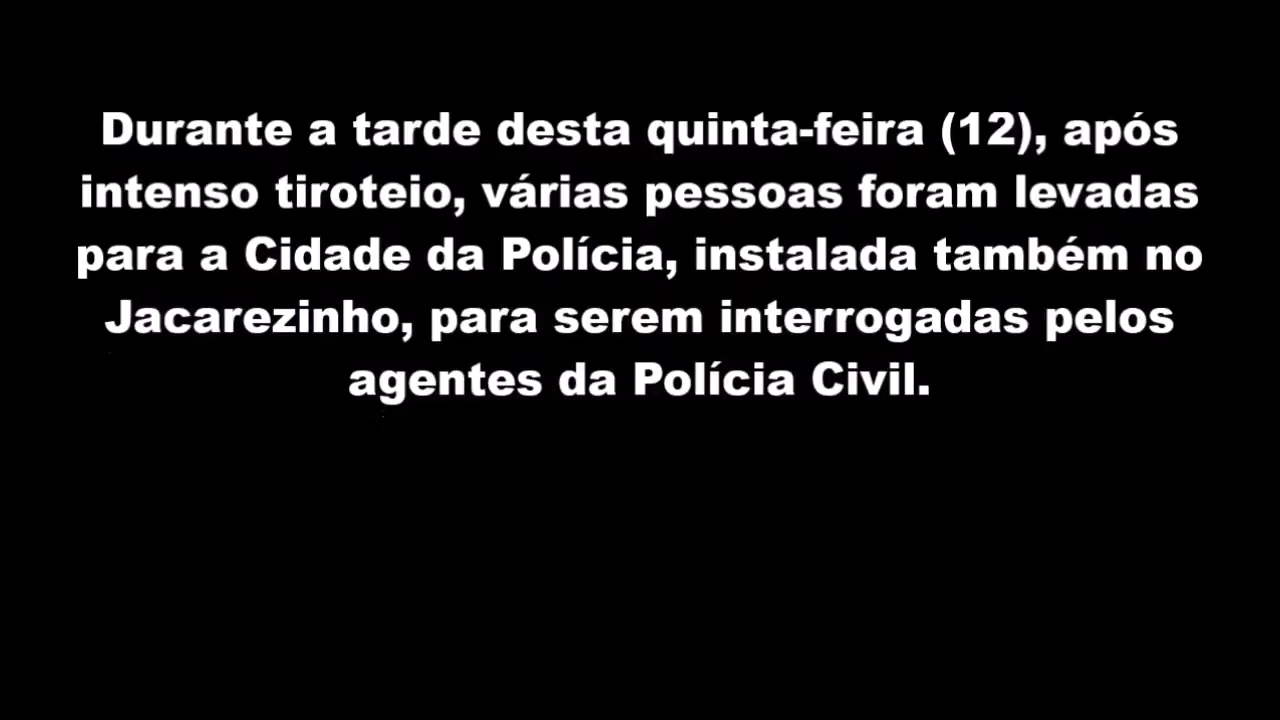 Durante a tarde desta quinta-feira (12), após
intenso tiroteio, várias pessoas foram levadas
para a Cidade da Polícia, instalada também no
Jacarezinho, para serem interrogadas pelos
agentes da Polícia Civil.